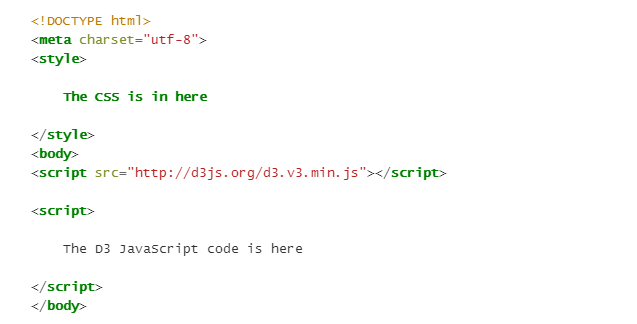 <!DOCTYPE html>
<meta charset="utf-8">
<style>
The CSS is in here
</style>
<body>
<script src="http://d3js.org/d3.v3.min.js"></script>
<script>
The D3 JavaScript code is here
</script>
</body>